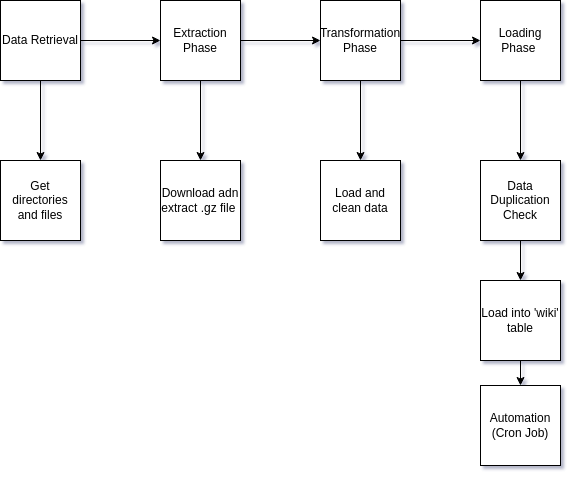 Data Retrieval
Extraction
Phase
Transformation
Phase
Loading
Phase
Get
directories
and files
Download adn
extract .gz file
Load and
clean data
Data
Duplication
Check
Load into 'wiki'
table
Automation
(Cron Job)